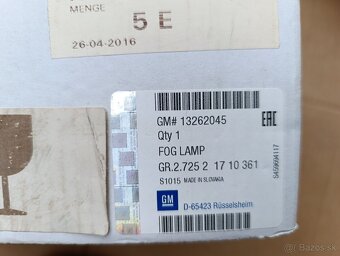 MENGE
5 E
26-04-2016
GM# 13262045
Qty 1
FOG LAMP
GR.2.725 2 17 10 361
S1015 MADE IN SLOVAKIA
GM
D-65423 Rüsselsheim
EAC
Bazos.sk